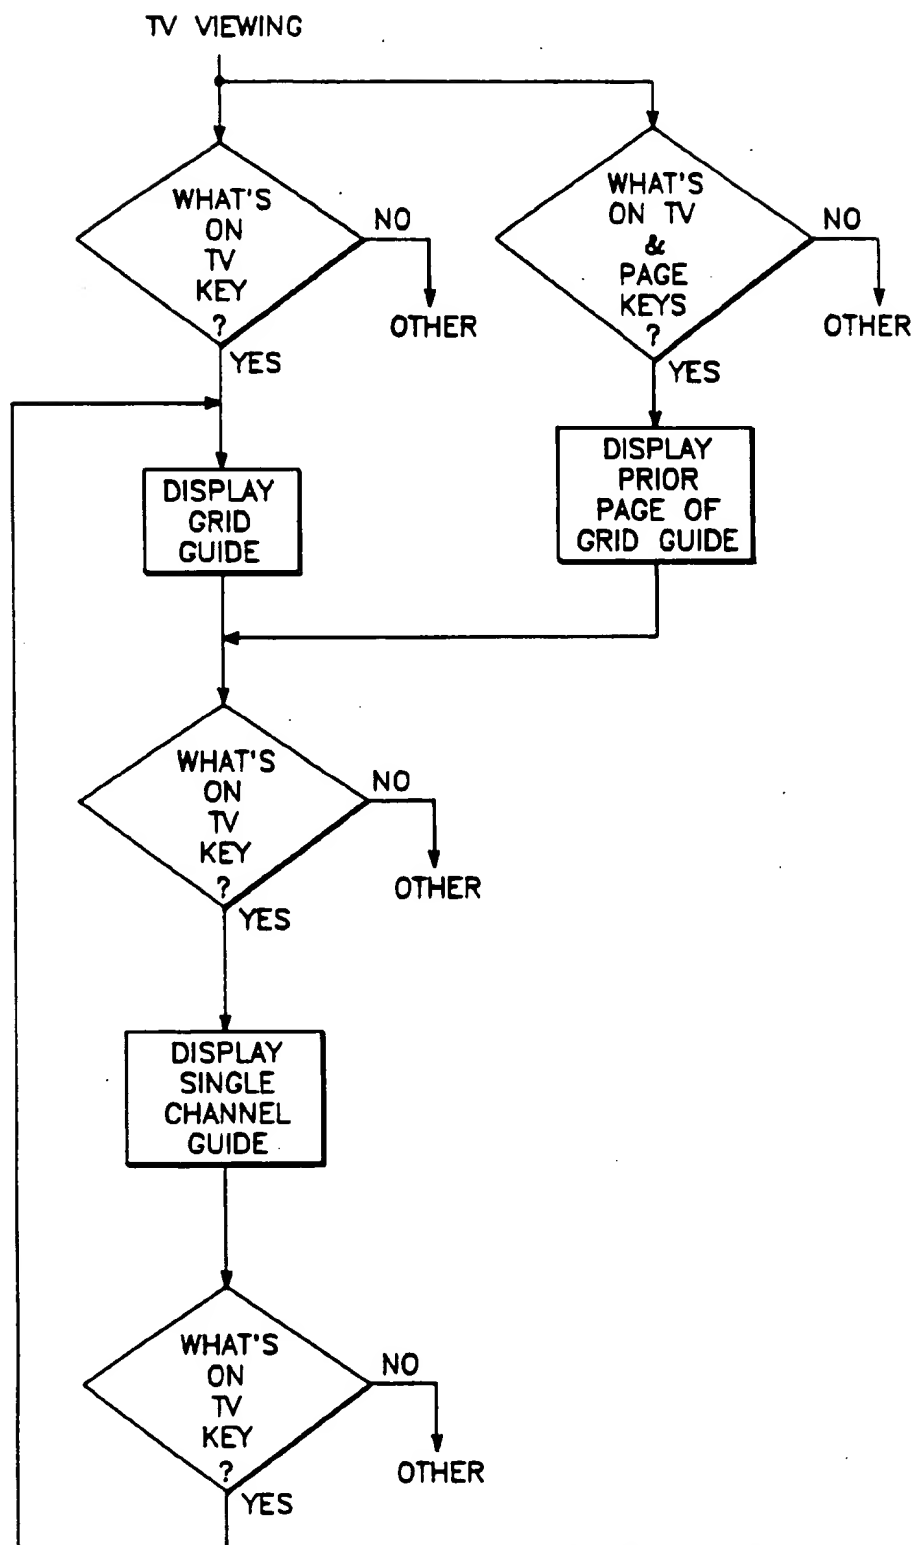 TV VIEWING
WHAT'S
ON
TV
KEY
?
NO
OTHER
YES
WHAT'S
ON TV
&
PAGE
KEYS
?
NO
OTHER
YES
DISPLAY
GRID
GUIDE
DISPLAY
PRIOR
PAGE OF
GRID GUIDE
WHAT'S
ON
TV
KEY
?
NO
OTHER
YES
DISPLAY
SINGLE
CHANNEL
GUIDE
WHAT'S
ON
TV
KEY
?
NO
OTHER
YES